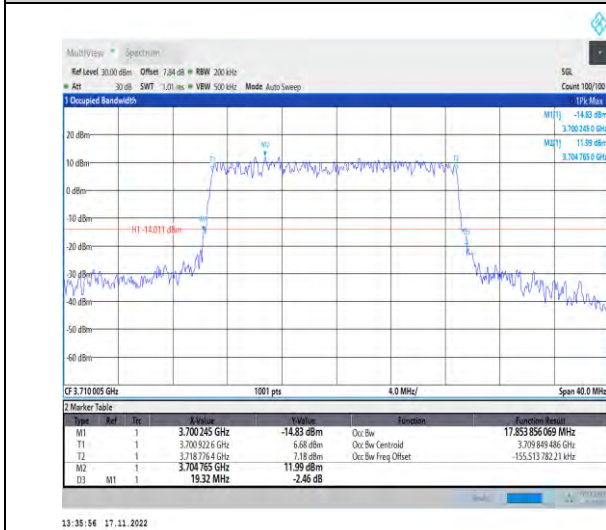 MultiView Spectrum
Ref Level 30.00 dBm Offset 7.84 dB RBW 200 kHz SGL
Att 30 dB SWT 1.01 ms VBW 500 kHz Mode Auto Sweep Count 100/100
1 Occupied Bandwidth 1Pk Max
M1[1] -14.83 dBm
3.700 245 0 GHz
M2[1] 11.99 dBm
3.704 765 0 GHz
20 dBm
M2
T1 T2
10 dBm
0 dBm
-10 dBm
M1
H1 -14.011 dBm
-30 dBm
-40 dBm
-50 dBm
-60 dBm
CF 3.710 005 GHz 1001 pts 4.0 MHz/ Span 40.0 MHz
2 Marker Table
Type Ref Trc X-Value Y-Value Function Function Result
M1 1 3.700 245 GHz -14.83 dBm Occ Bw 17.853 856 069 MHz
T1 1 3.700 922 6 GHz 6.68 dBm Occ Bw Centroid 3.709 849 486 GHz
T2 1 3.718 776 4 GHz 7.18 dBm Occ Bw Freq Offset -155.513 782 21 kHz
M2 1 3.704 765 GHz 11.99 dBm
D3 M1 1 19.32 MHz -2.46 dB
13:35:56 17.11.2022